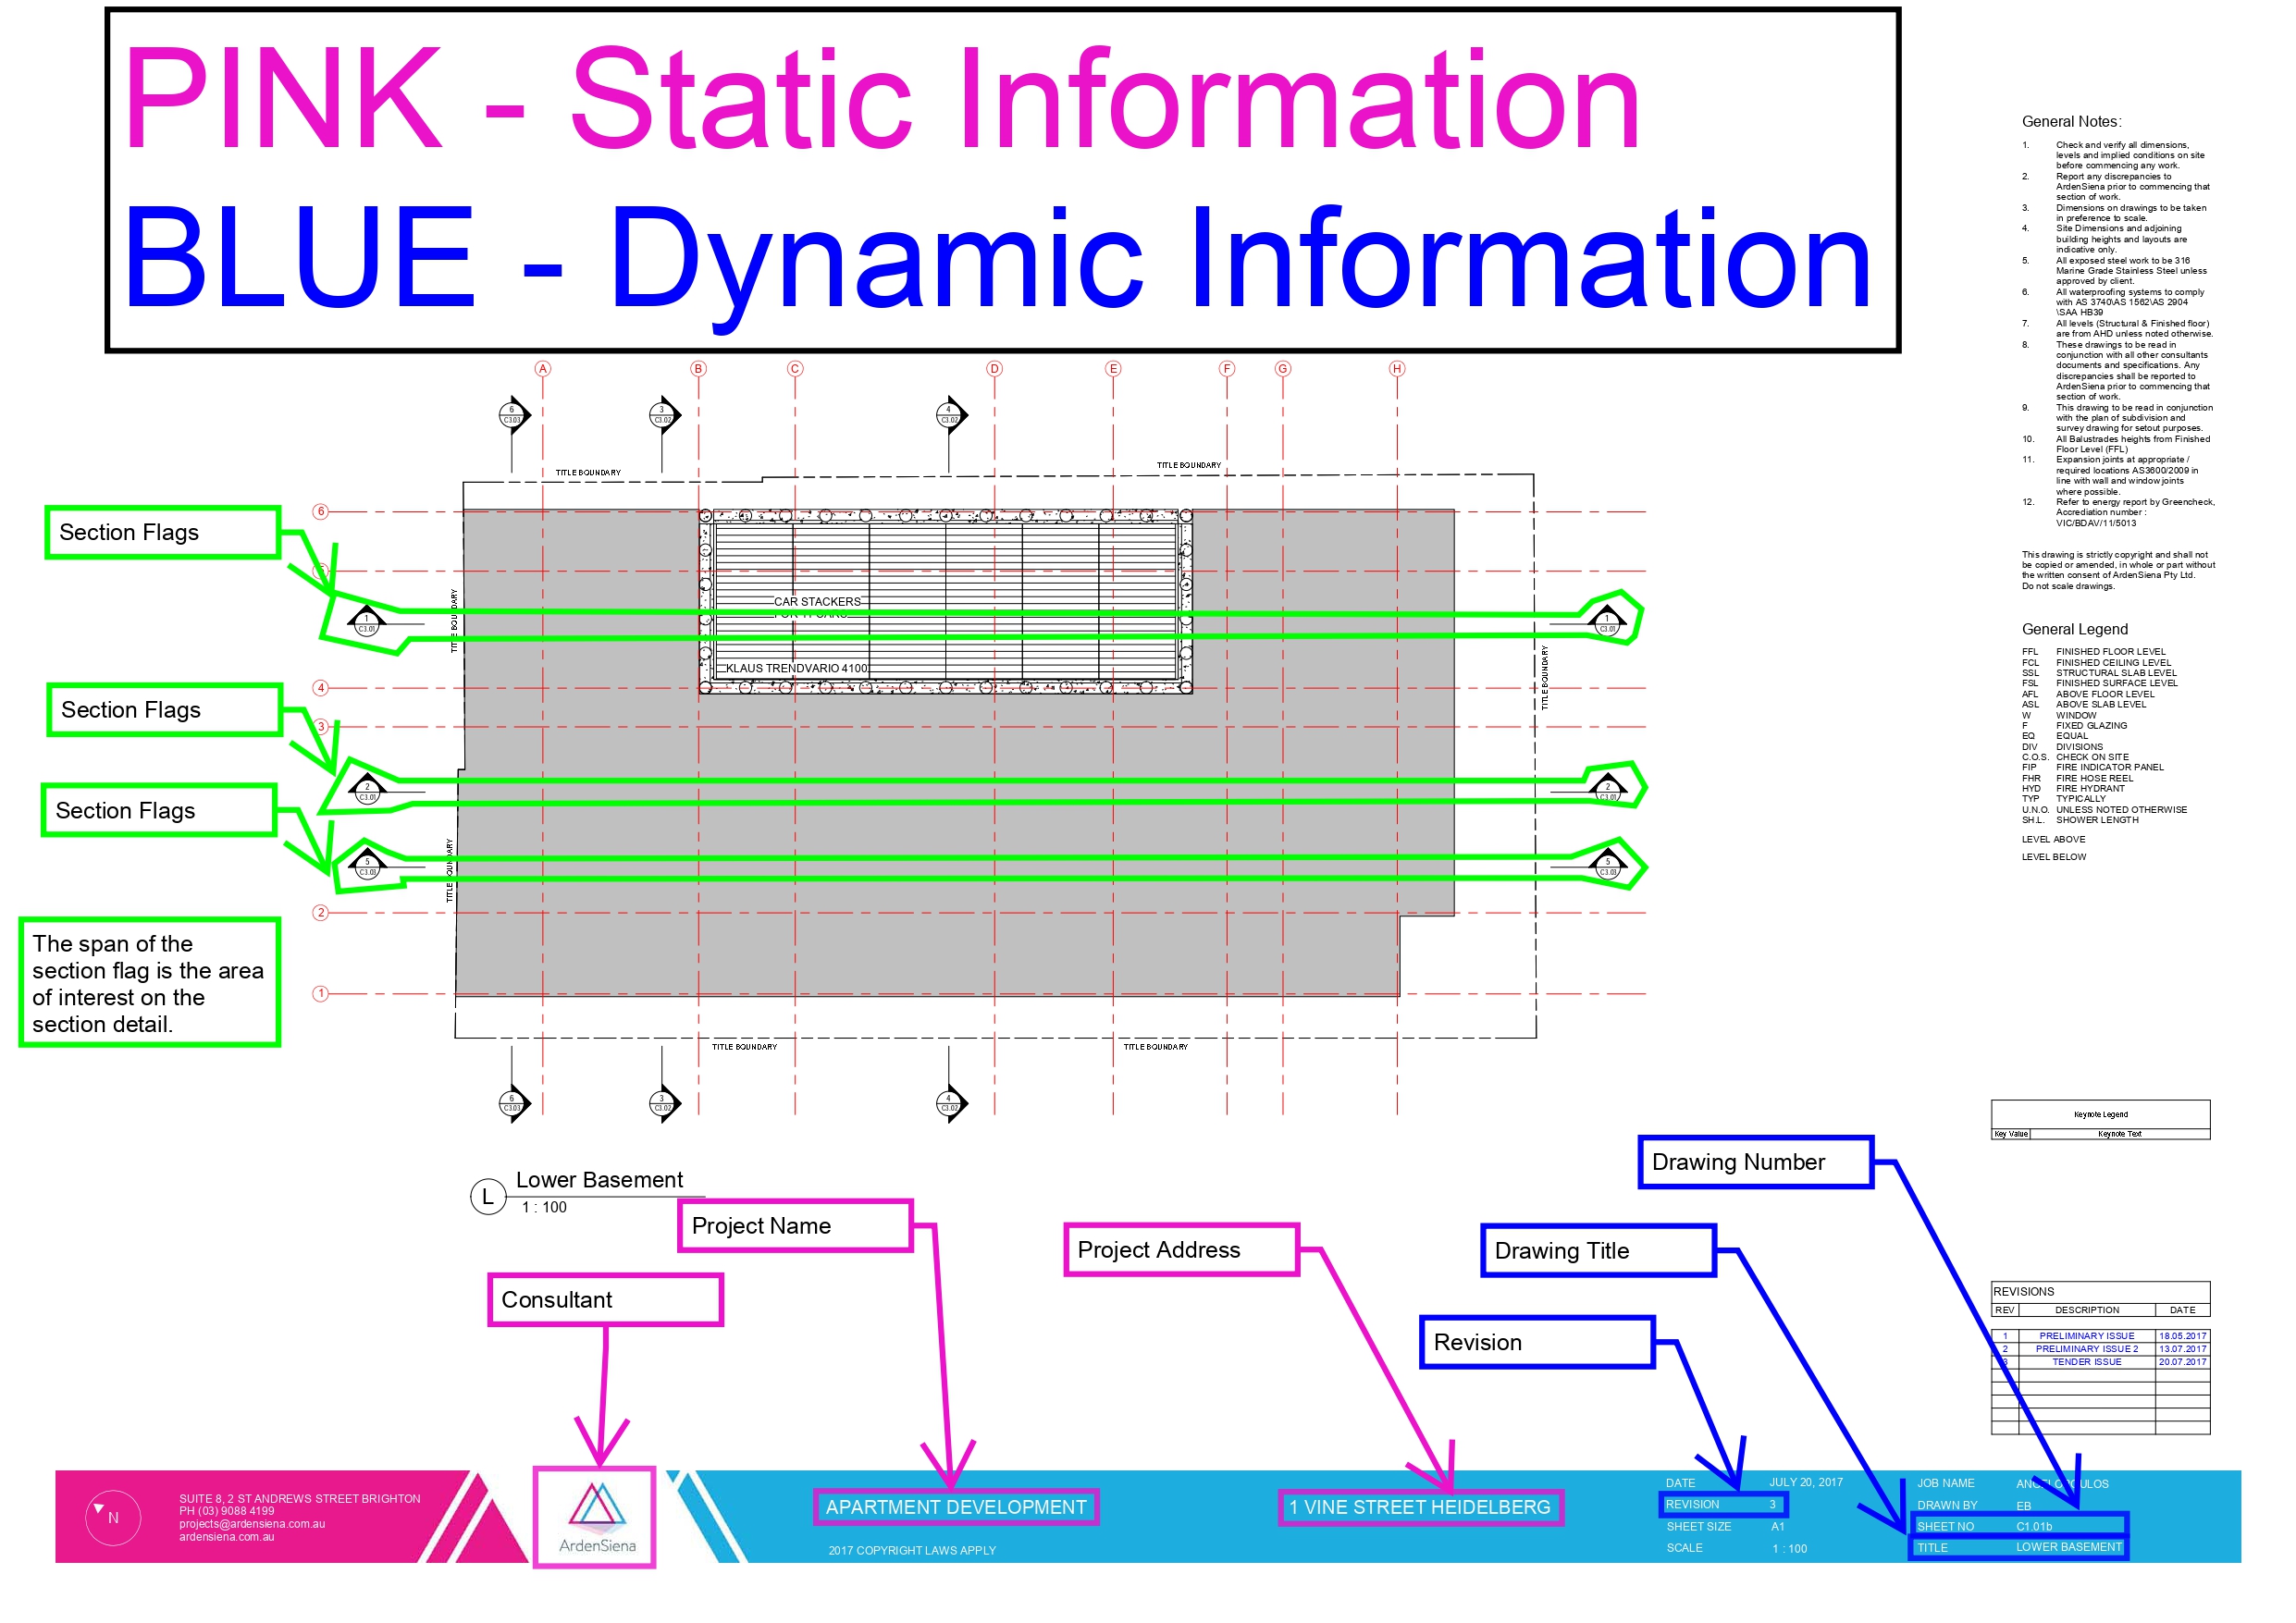 PINK - Static Information
BLUE - Dynamic Information
General Notes:
1. Check and verify all dimensions,
levels and implied conditions on site
before commencing any work.
2. Report any discrepancies to
ArdenSiena prior to commencing that
section of work.
3. Dimensions on drawings to be taken
in preference to scale.
4. Site Dimensions and adjoining
building heights and layouts are
indicative only.
5. All exposed steel work to be 316
Marine Grade Stainless Steel unless
approved by client.
6. All waterproofing systems to comply
with AS 3740\AS 1562\AS 2904
\SAA HB39
7. All levels (Structural & Finished floor)
are from AHD unless noted otherwise.
8. These drawings to be read in
conjunction with all other consultants
documents and specifications. Any
discrepancies shall be reported to
ArdenSiena prior to commencing that
section of work.
9. This drawing to be read in conjunction
with the plan of subdivision and
survey drawing for setout purposes.
10. All Balustrades heights from Finished
Floor Level (FFL)
11. Expansion joints at appropriate /
required locations AS3600/2009 in
line with wall and window joints
where possible.
12. Refer to energy report by Greencheck,
Accrediation number :
VIC/BDAV/11/5013
This drawing is strictly copyright and shall not
be copied or amended, in whole or part without
the written consent of ArdenSiena Pty Ltd.
Do not scale drawings.
General Legend
FFL FINISHED FLOOR LEVEL
FCL FINISHED CEILING LEVEL
SSL STRUCTURAL SLAB LEVEL
FSL FINISHED SURFACE LEVEL
AFL ABOVE FLOOR LEVEL
ASL ABOVE SLAB LEVEL
W WINDOW
F FIXED GLAZING
EQ EQUAL
DIV DIVISIONS
C.O.S. CHECK ON SITE
FIP FIRE INDICATOR PANEL
FHR FIRE HOSE REEL
HYD FIRE HYDRANT
TYP TYPICALLY
U.N.O. UNLESS NOTED OTHERWISE
SH.L. SHOWER LENGTH
LEVEL ABOVE
LEVEL BELOW
A B C D E F G H
6 C3.03
3 C3.02
4 C3.02
TITLE BOUNDARY
TITLE BOUNDARY
6
Section Flags
CAR STACKERS
1 C3.01
1 C3.01
TITLE BOUNDARY
TITLE BOUNDARY
KLAUS TRENDVARIO 4100
4
Section Flags
3
2 C3.01
2 C3.01
Section Flags
5 C3.03
5 C3.03
TITLE BOUNDARY
2
The span of the
section flag is the area
of interest on the
section detail.
1
TITLE BOUNDARY
TITLE BOUNDARY
6 C3.03
3 C3.02
4 C3.02
Keynote Legend
Key Value Keynote Text
L Lower Basement
1 : 100
Project Name
Project Address
Drawing Number
Drawing Title
Consultant
Revision
REVISIONS
REV DESCRIPTION DATE
1 PRELIMINARY ISSUE 18.05.2017
2 PRELIMINARY ISSUE 2 13.07.2017
3 TENDER ISSUE 20.07.2017
N
SUITE 8, 2 ST ANDREWS STREET BRIGHTON
PH (03) 9088 4199
projects@ardensiena.com.au
ardensiena.com.au
ArdenSiena
APARTMENT DEVELOPMENT
2017 COPYRIGHT LAWS APPLY
1 VINE STREET HEIDELBERG
DATE JULY 20, 2017
REVISION 3
SHEET SIZE A1
SCALE 1 : 100
JOB NAME
DRAWN BY EB
SHEET NO C1.01b
TITLE LOWER BASEMENT